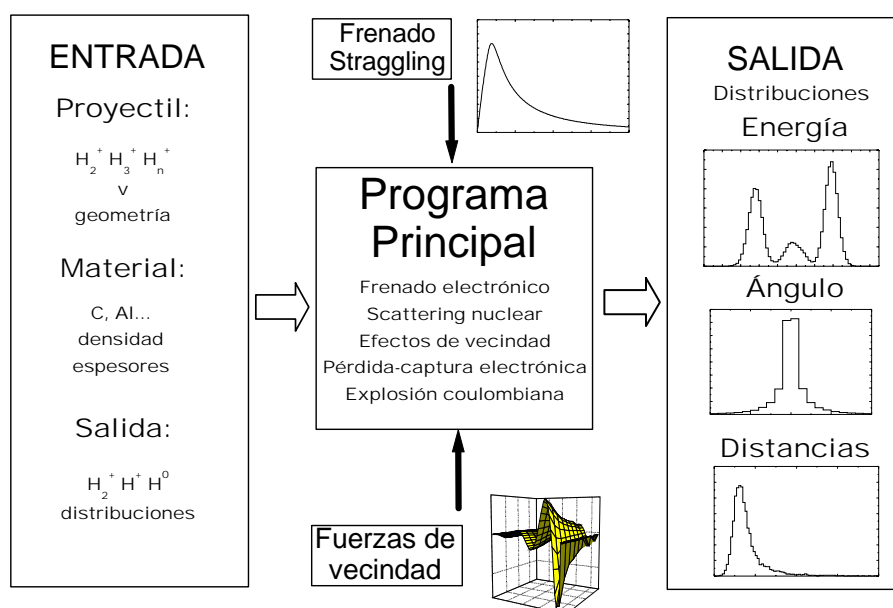 ENTRADA
Proyectil:
H₂⁺ H₃⁺ Hₙ⁺
v
geometría
Material:
C, Al...
densidad
espesores
Salida:
H₂⁺ H⁺ H⁰
distribuciones
Frenado
Straggling
Programa
Principal
Frenado electrónico
Scattering nuclear
Efectos de vecindad
Pérdida-captura electrónica
Explosión coulombiana
Fuerzas de
vecindad
SALIDA
Distribuciones
Energía
Ángulo
Distancias